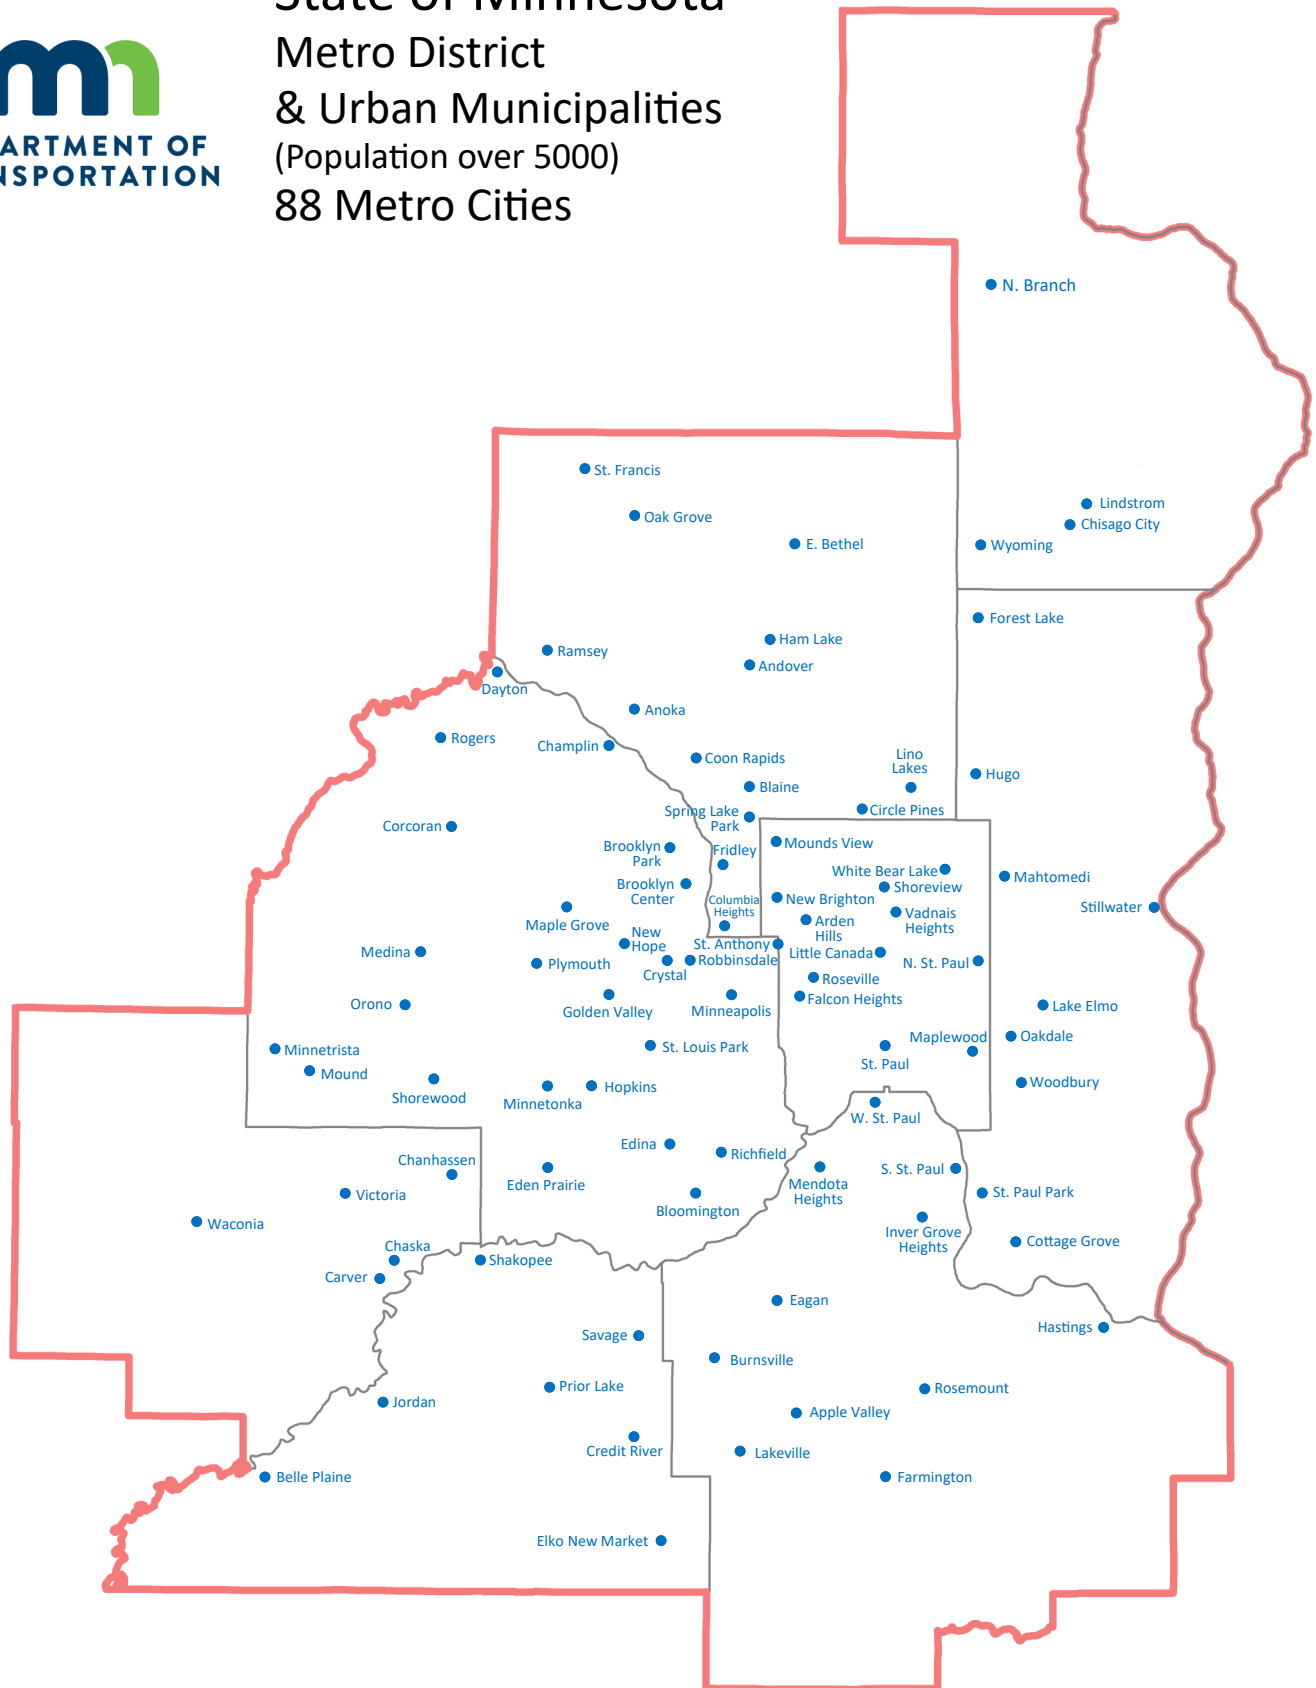 State of Minnesota
Metro District
& Urban Municipalities
(Population over 5000)
88 Metro Cities
mn
ARTMENT OF
NSPORTATION
N. Branch
St. Francis
Oak Grove
E. Bethel
Lindstrom
Chisago City
Wyoming
Forest Lake
Ham Lake
Ramsey
Andover
Dayton
Anoka
Rogers
Champlin
Coon Rapids
Lino
Lakes
Hugo
Blaine
Circle Pines
Spring Lake
Park
Corcoran
Brooklyn
Park
Fridley
Mounds View
White Bear Lake
Mahtomedi
Brooklyn
Center
Shoreview
New Brighton
Columbia
Heights
Stillwater
Maple Grove
Arden
Hills
Vadnais
Heights
New
Hope
St. Anthony
Medina
Little Canada
Plymouth
Crystal
Robbinsdale
N. St. Paul
Roseville
Orono
Golden Valley
Minneapolis
Falcon Heights
Lake Elmo
Minnetrista
St. Louis Park
Maplewood
Oakdale
Mound
St. Paul
Shorewood
Minnetonka
Hopkins
Woodbury
W. St. Paul
Edina
Richfield
Chanhassen
Eden Prairie
Mendota
Heights
S. St. Paul
Victoria
Bloomington
St. Paul Park
Waconia
Inver Grove
Heights
Cottage Grove
Chaska
Shakopee
Carver
Eagan
Hastings
Savage
Burnsville
Prior Lake
Rosemount
Jordan
Apple Valley
Credit River
Lakeville
Belle Plaine
Farmington
Elko New Market